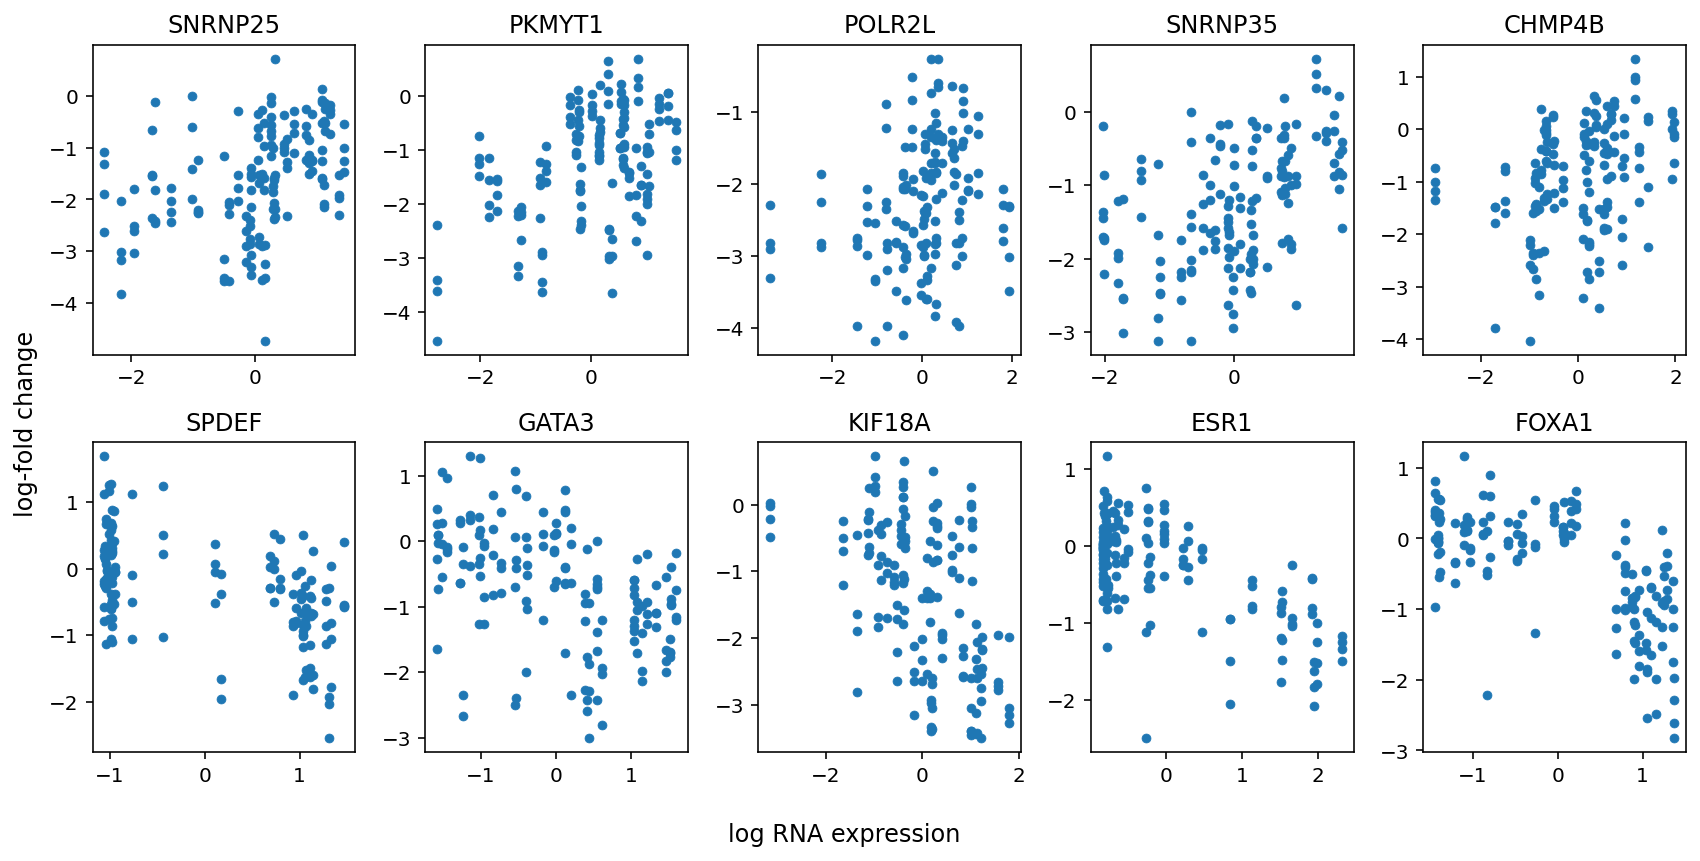 SNRNP25 PKMYT1 POLR2L SNRNP35 CHMP4B
0 −1 −2 −3 −4
0 −1 −2 −3 −4
−1 −2 −3 −4
0 −1 −2 −3
1 0 −1 −2 −3 −4
−2 0
−2 0
−2 0 2
−2 0
−2 0 2
log-fold change
SPDEF GATA3 KIF18A ESR1 FOXA1
1 0 −1 −2
1 0 −1 −2 −3
0 −1 −2 −3
1 0 −1 −2
1 0 −1 −2 −3
−1 0 1
−1 0 1
−2 0 2
0 1 2
−1 0 1
log RNA expression